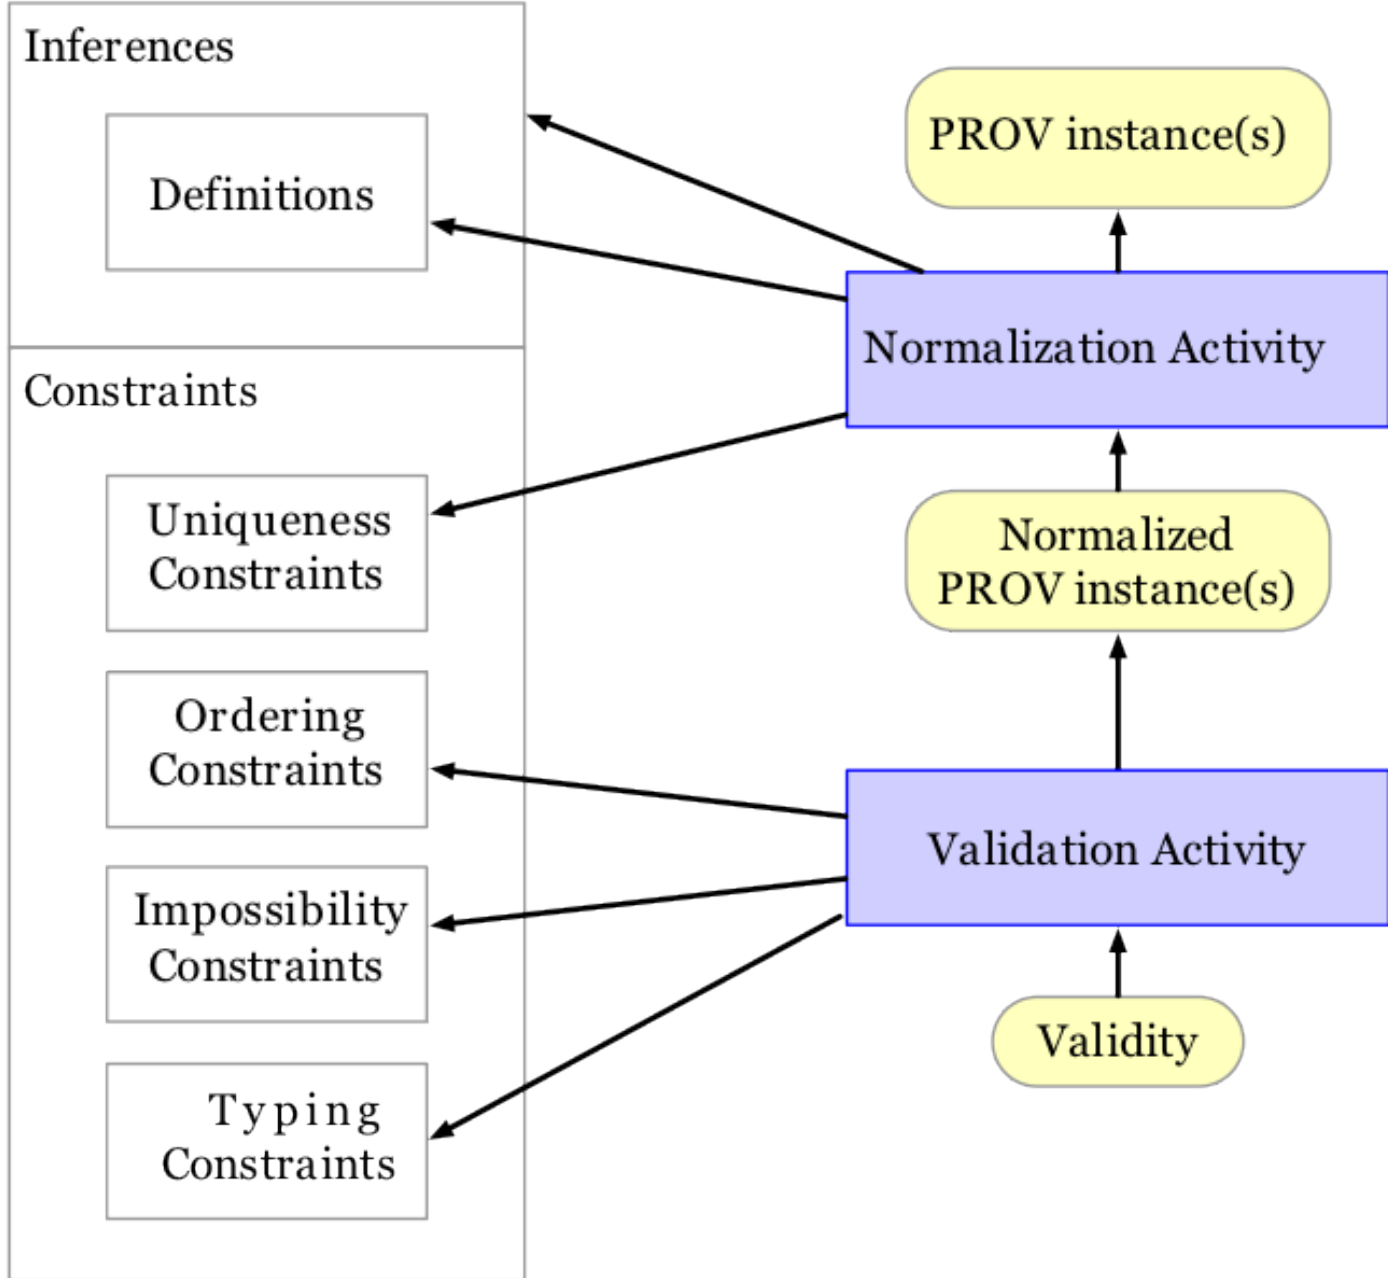 Inferences
Definitions
Constraints
Uniqueness
Constraints
Ordering
Constraints
Impossibility
Constraints
Typing
Constraints
PROV instance(s)
Normalization Activity
Normalized
PROV instance(s)
Validation Activity
Validity